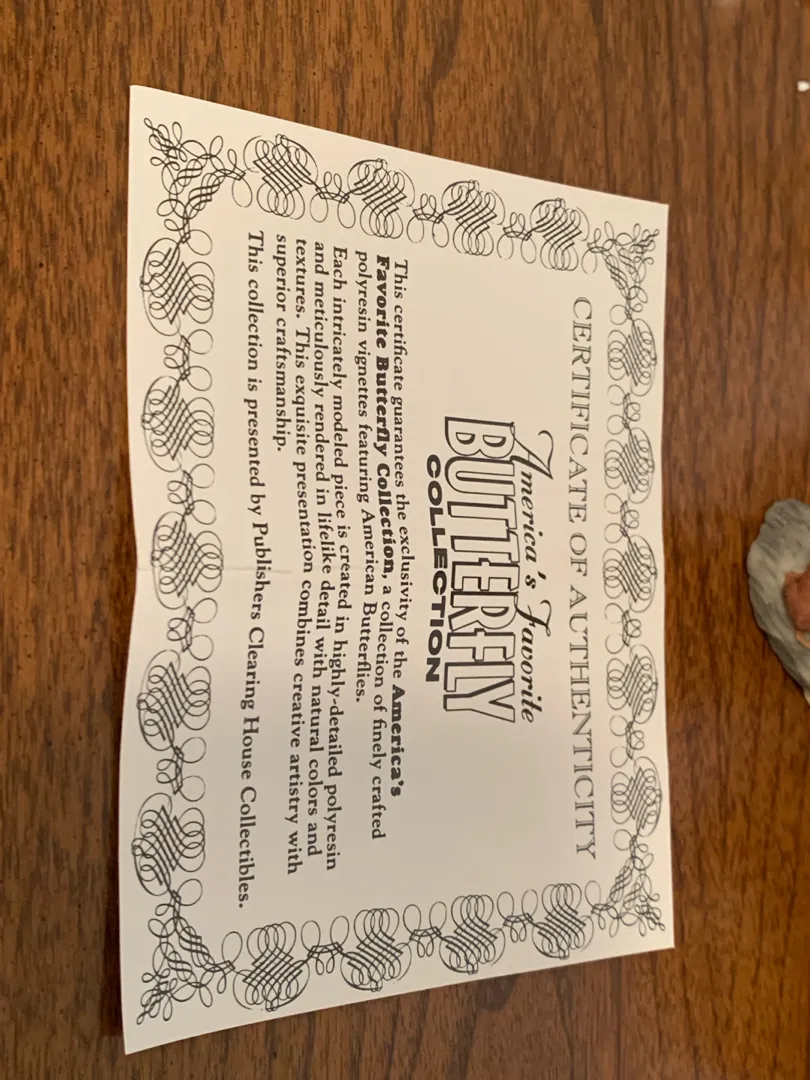 CERTIFICATE OF AUTHENTICITY
America's Favorite
BUTTERFLY
COLLECTION
This certificate guarantees the exclusivity of the America's
Favorite Butterfly Collection, a collection of finely crafted
polyresin vignettes featuring American Butterflies.
Each intricately modeled piece is created in highly-detailed polyresin
and meticulously rendered in lifelike detail with natural colors and
textures. This exquisite presentation combines creative artistry with
superior craftsmanship.
This collection is presented by Publishers Clearing House Collectibles.